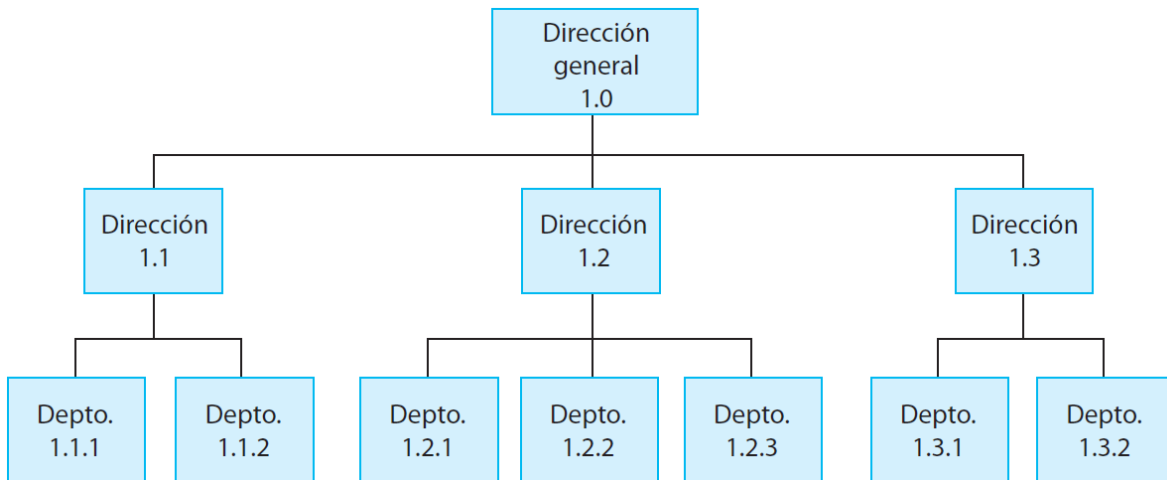 Dirección
general
1.0
Dirección
1.1
Dirección
1.2
Dirección
1.3
Depto.
1.1.1
Depto.
1.1.2
Depto.
1.2.1
Depto.
1.2.2
Depto.
1.2.3
Depto.
1.3.1
Depto.
1.3.2